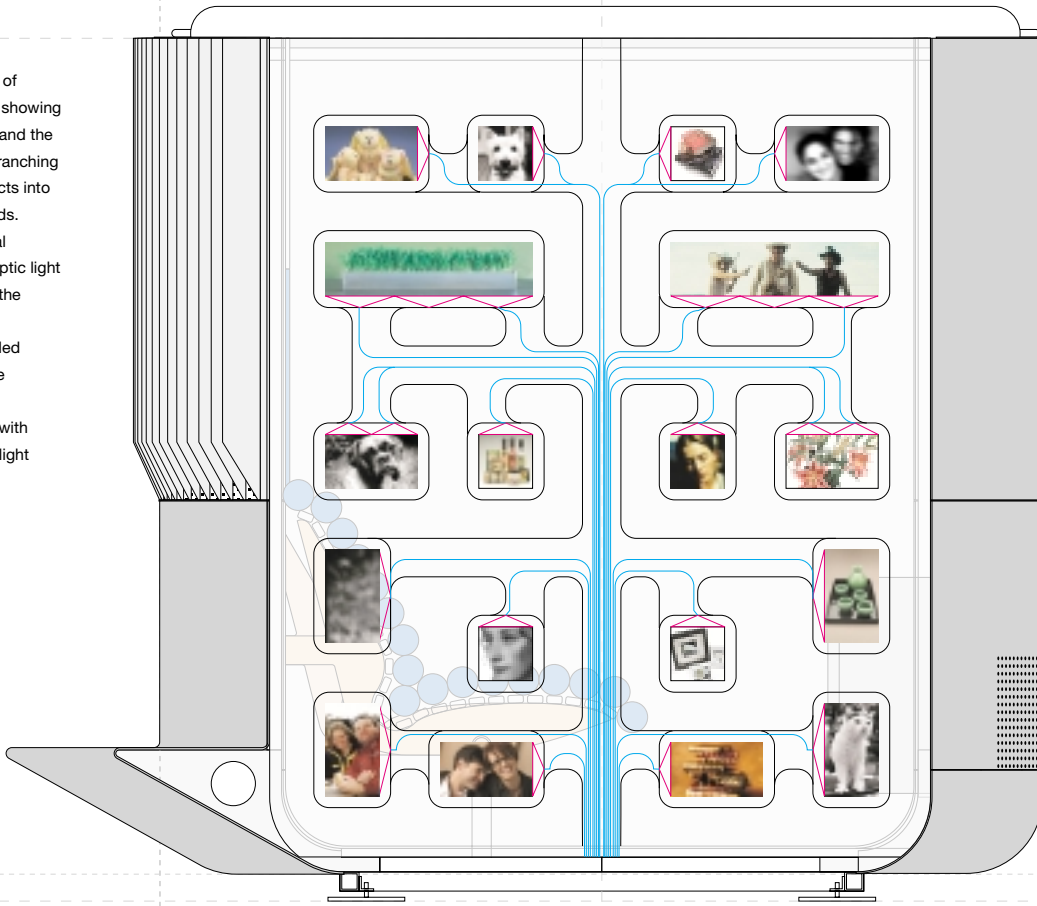 of
showing
and the
ranching
cts into
ds.
al
ptic light
the
led
e
with
light